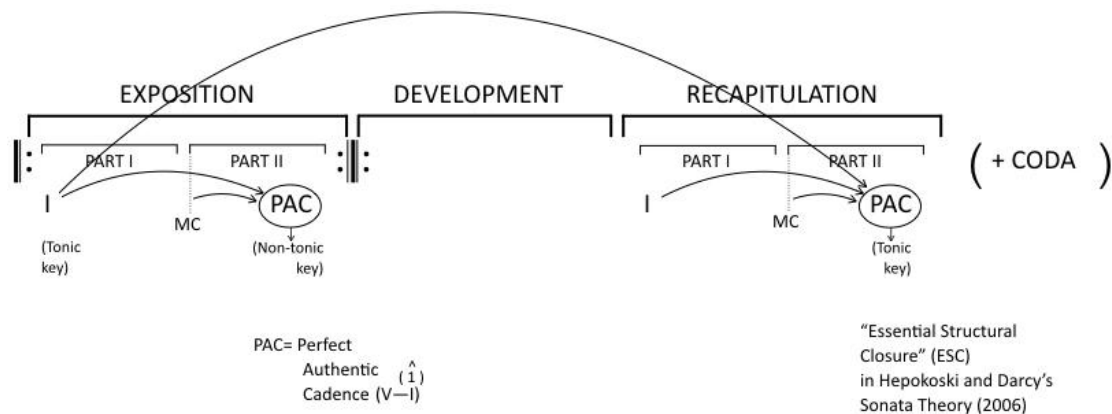 EXPOSITION DEVELOPMENT RECAPITULATION
PART I PART II PART I PART II
( + CODA )
I MC PAC I MC PAC
(Tonic
key)
(Non-tonic
key)
(Tonic
key)
PAC= Perfect
Authentic
Cadence (V—I) (1̂)
“Essential Structural
Closure” (ESC)
in Hepokoski and Darcy’s
Sonata Theory (2006)